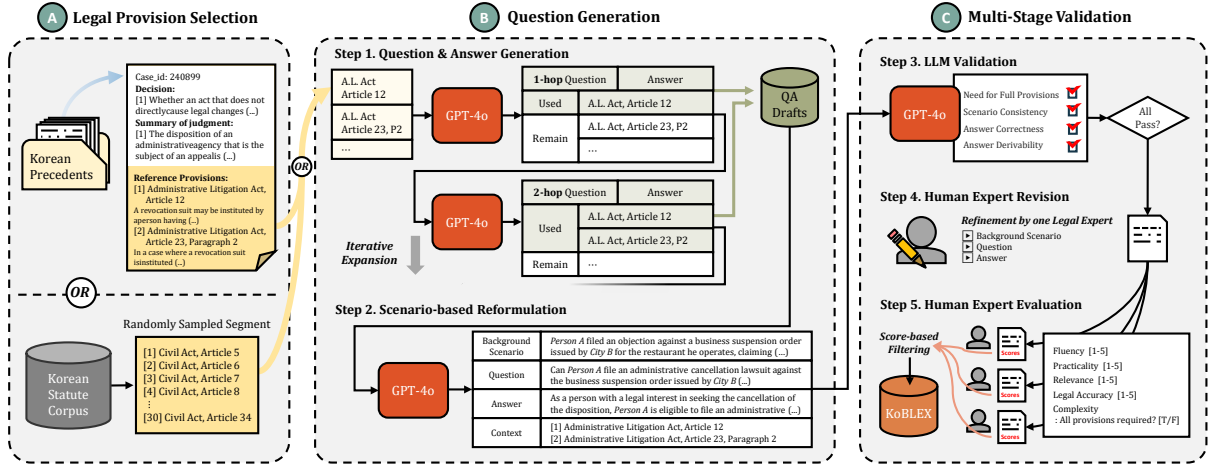 A Legal Provision Selection
Korean
Precedents
Case_id: 240899
Decision:
[1] Whether an act that does not
directlycause legal changes (...)
Summary of judgment:
[1] The disposition of an
administrativeagency that is the
subject of an appealis (...)
Reference Provisions:
[1] Administrative Litigation Act,
Article 12
A revocation suit may be instituted by
aperson having (...)
[2] Administrative Litigation Act,
Article 23, Paragraph 2
In a case where a revocation suit
isinstituted (...)
OR
OR
Randomly Sampled Segment
Korean
Statute
Corpus
[1] Civil Act, Article 5
[2] Civil Act, Article 6
[3] Civil Act, Article 7
[4] Civil Act, Article 8
⋮
[30] Civil Act, Article 34
B Question Generation
Step 1. Question & Answer Generation
A.L. Act
Article 12
A.L. Act
Article 23, P2
...
GPT-4o
1-hop Question
Answer
Used
A.L. Act, Article 12
Remain
A.L. Act, Article 23, P2
...
QA
Drafts
GPT-4o
2-hop Question
Answer
Used
A.L. Act, Article 12
A.L. Act, Article 23, P2
Remain
...
Iterative
Expansion
Step 2. Scenario-based Reformulation
GPT-4o
Background
Scenario
Person A filed an objection against a business suspension order
issued by City B for the restaurant he operates, claiming (...)
Question
Can Person A file an administrative cancellation lawsuit against
the business suspension order issued by City B (...)
Answer
As a person with a legal interest in seeking the cancellation of
the disposition, Person A is eligible to file an administrative (...)
Context
[1] Administrative Litigation Act, Article 12
[2] Administrative Litigation Act, Article 23, Paragraph 2
C Multi-Stage Validation
Step 3. LLM Validation
GPT-4o
Need for Full Provisions
Scenario Consistency
Answer Correctness
Answer Derivability
All
Pass?
Step 4. Human Expert Revision
Refinement by one Legal Expert
Background Scenario
Question
Answer
Step 5. Human Expert Evaluation
Score-based
Filtering
KoBLEX
Scores
Scores
Scores
Fluency [1-5]
Practicality [1-5]
Relevance [1-5]
Legal Accuracy [1-5]
Complexity
: All provisions required? [T/F]